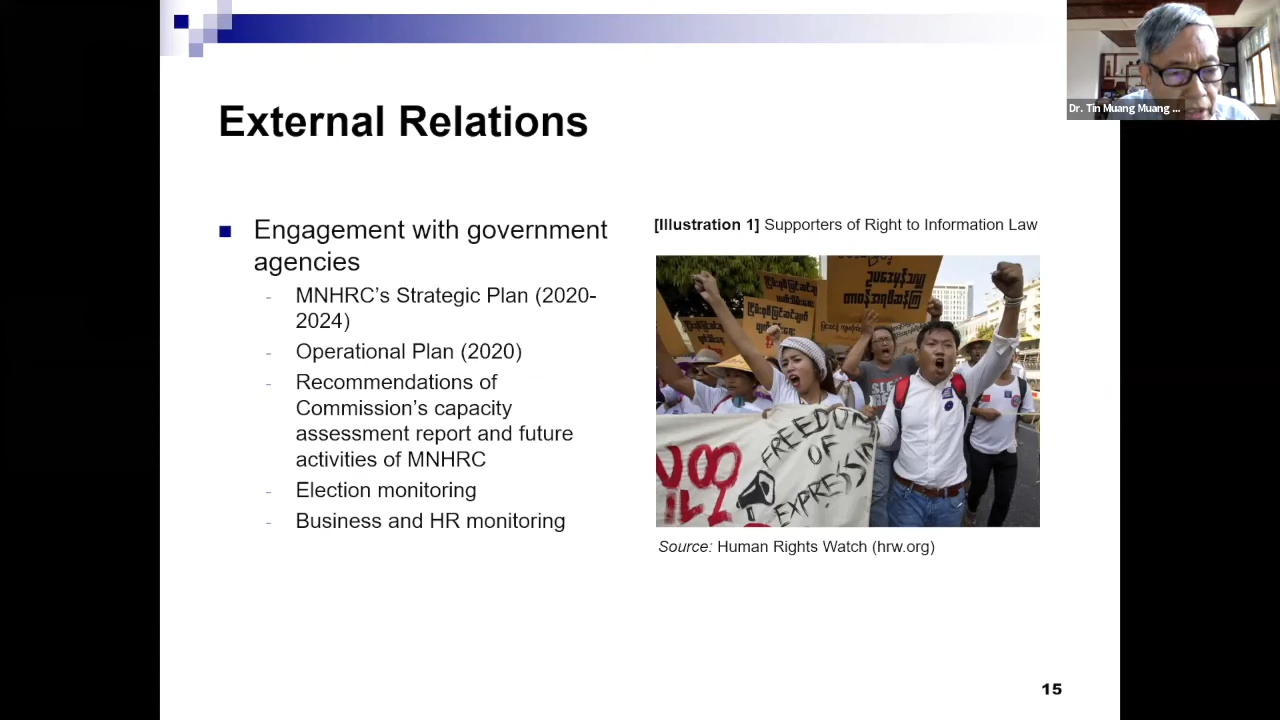 Dr. Tin Muang Muang ...
External Relations
Engagement with government
agencies
- MNHRC’s Strategic Plan (2020-
2024)
- Operational Plan (2020)
- Recommendations of
Commission’s capacity
assessment report and future
activities of MNHRC
- Election monitoring
- Business and HR monitoring
[Illustration 1] Supporters of Right to Information Law
FREEDOM
OF
EXPRESSION
Source: Human Rights Watch (hrw.org)
15